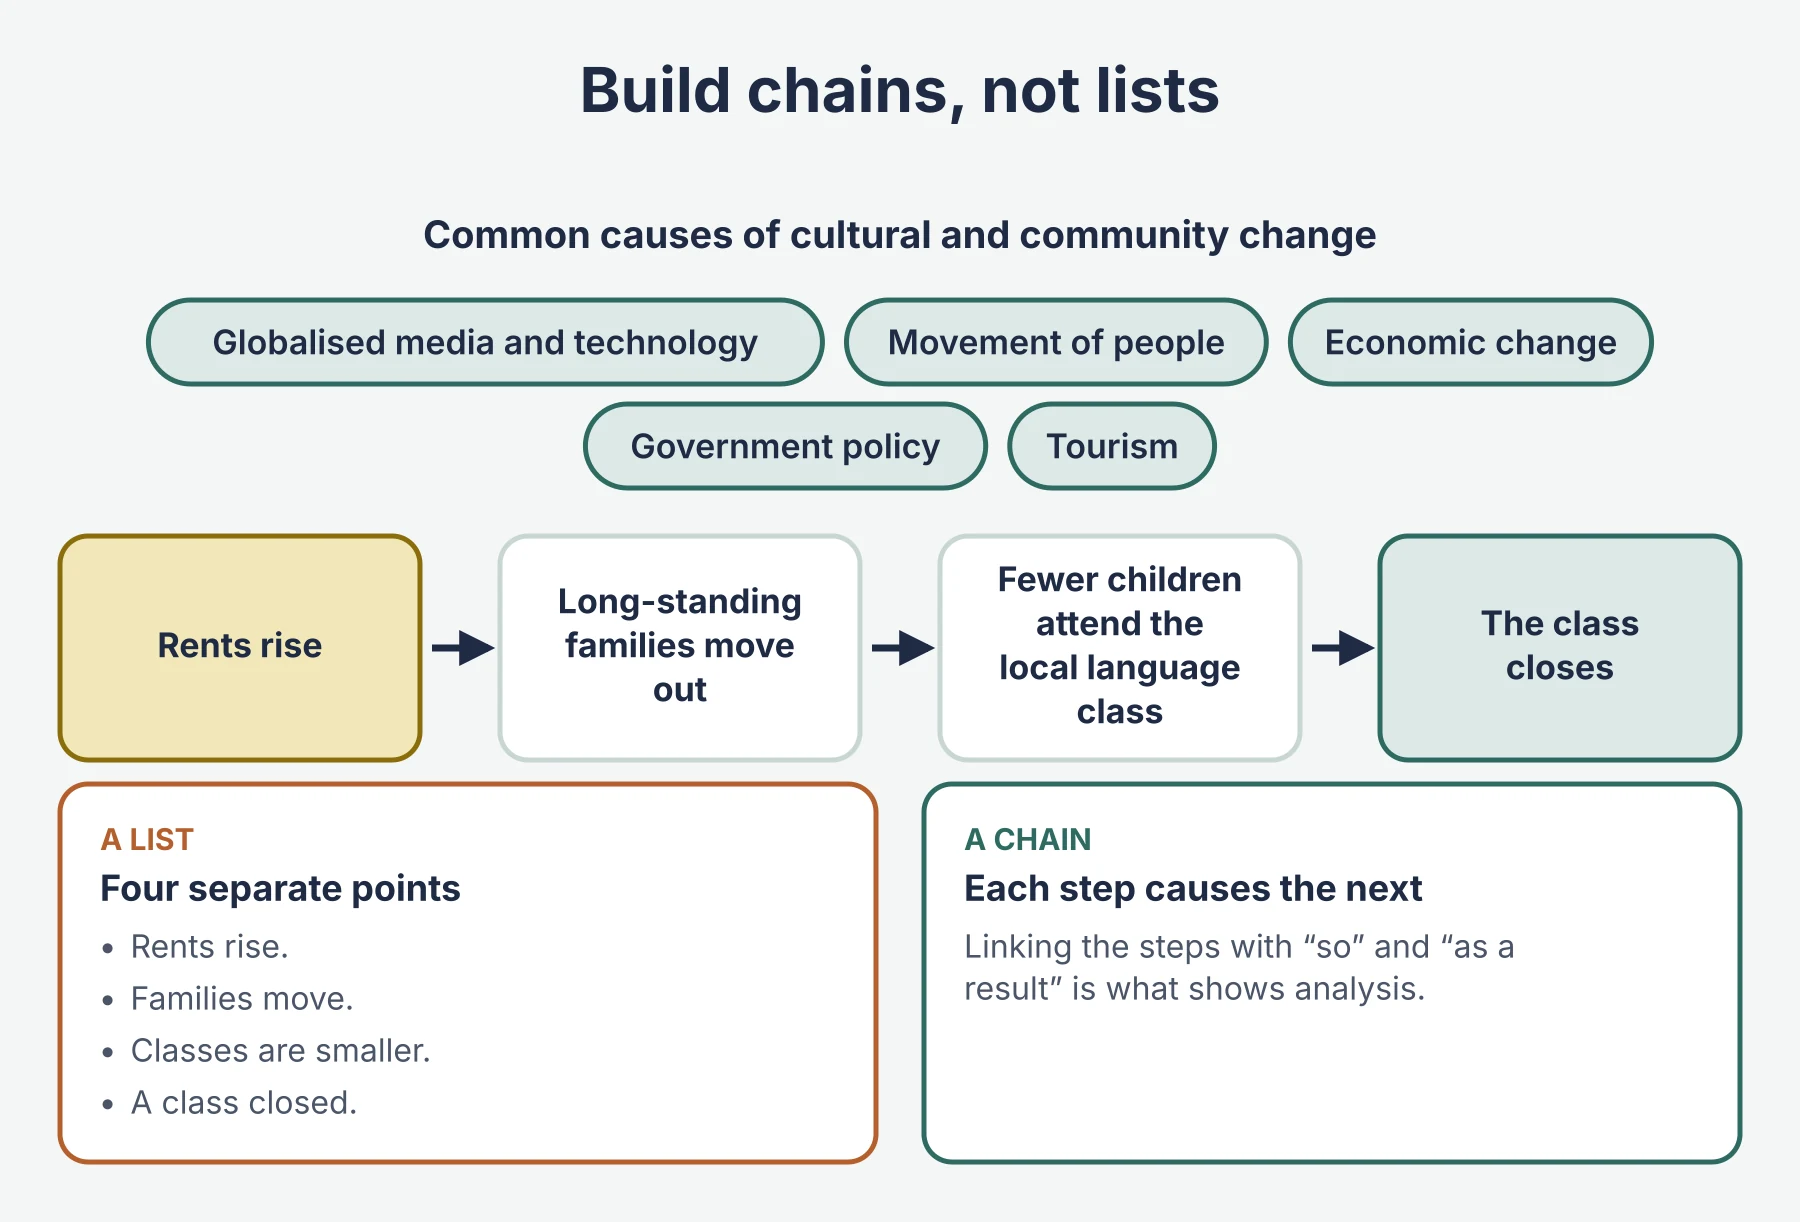 Build chains, not lists
Common causes of cultural and community change
Globalised media and technology
Movement of people
Economic change
Government policy
Tourism
Rents rise
Long-standing
families move
out
Fewer children
attend the
local language
class
The class
closes
A LIST
Four separate points
• Rents rise.
• Families move.
• Classes are smaller.
• A class closed.
A CHAIN
Each step causes the next
Linking the steps with “so” and “as a
result” is what shows analysis.